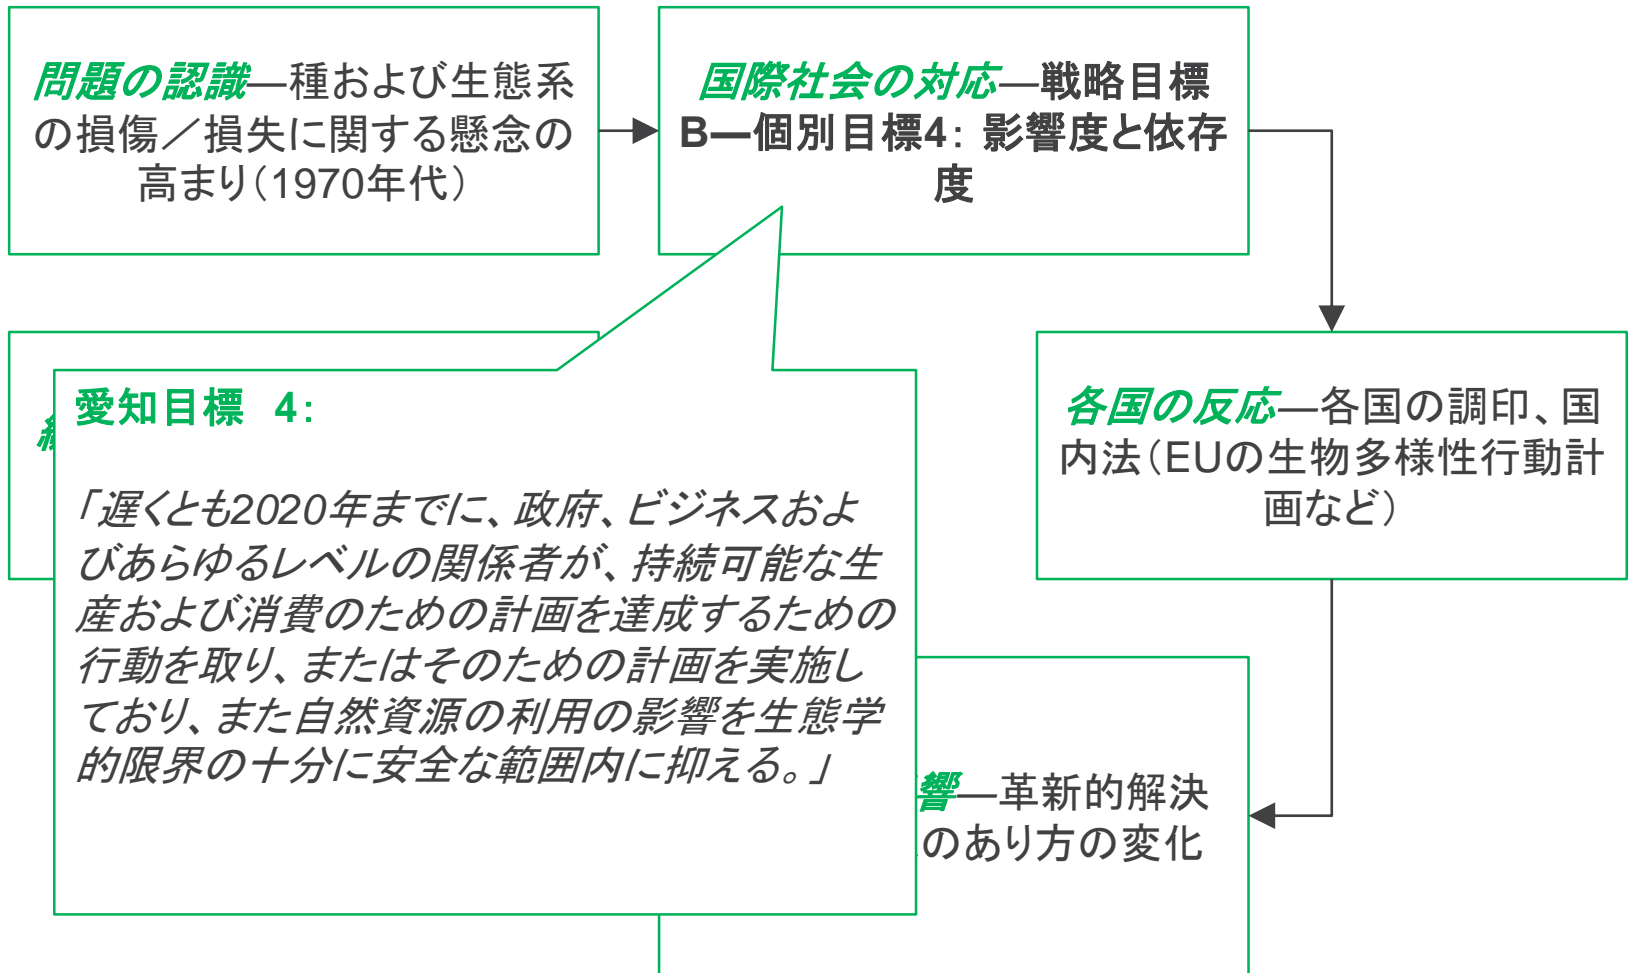 問題の認識―種および生態系
の損傷／損失に関する懸念の
高まり（1970年代）
国際社会の対応―戦略目標
B―個別目標4： 影響度と依存
度
各国の反応―各国の調印、国
内法（EUの生物多様性行動計
画など）
愛知目標　4：
「遅くとも2020年までに、政府、ビジネスおよ
びあらゆるレベルの関係者が、持続可能な生
産および消費のための計画を達成するための
行動を取り、またはそのための計画を実施し
ており、また自然資源の利用の影響を生態学
的限界の十分に安全な範囲内に抑える。」
響―革新的解決
のあり方の変化